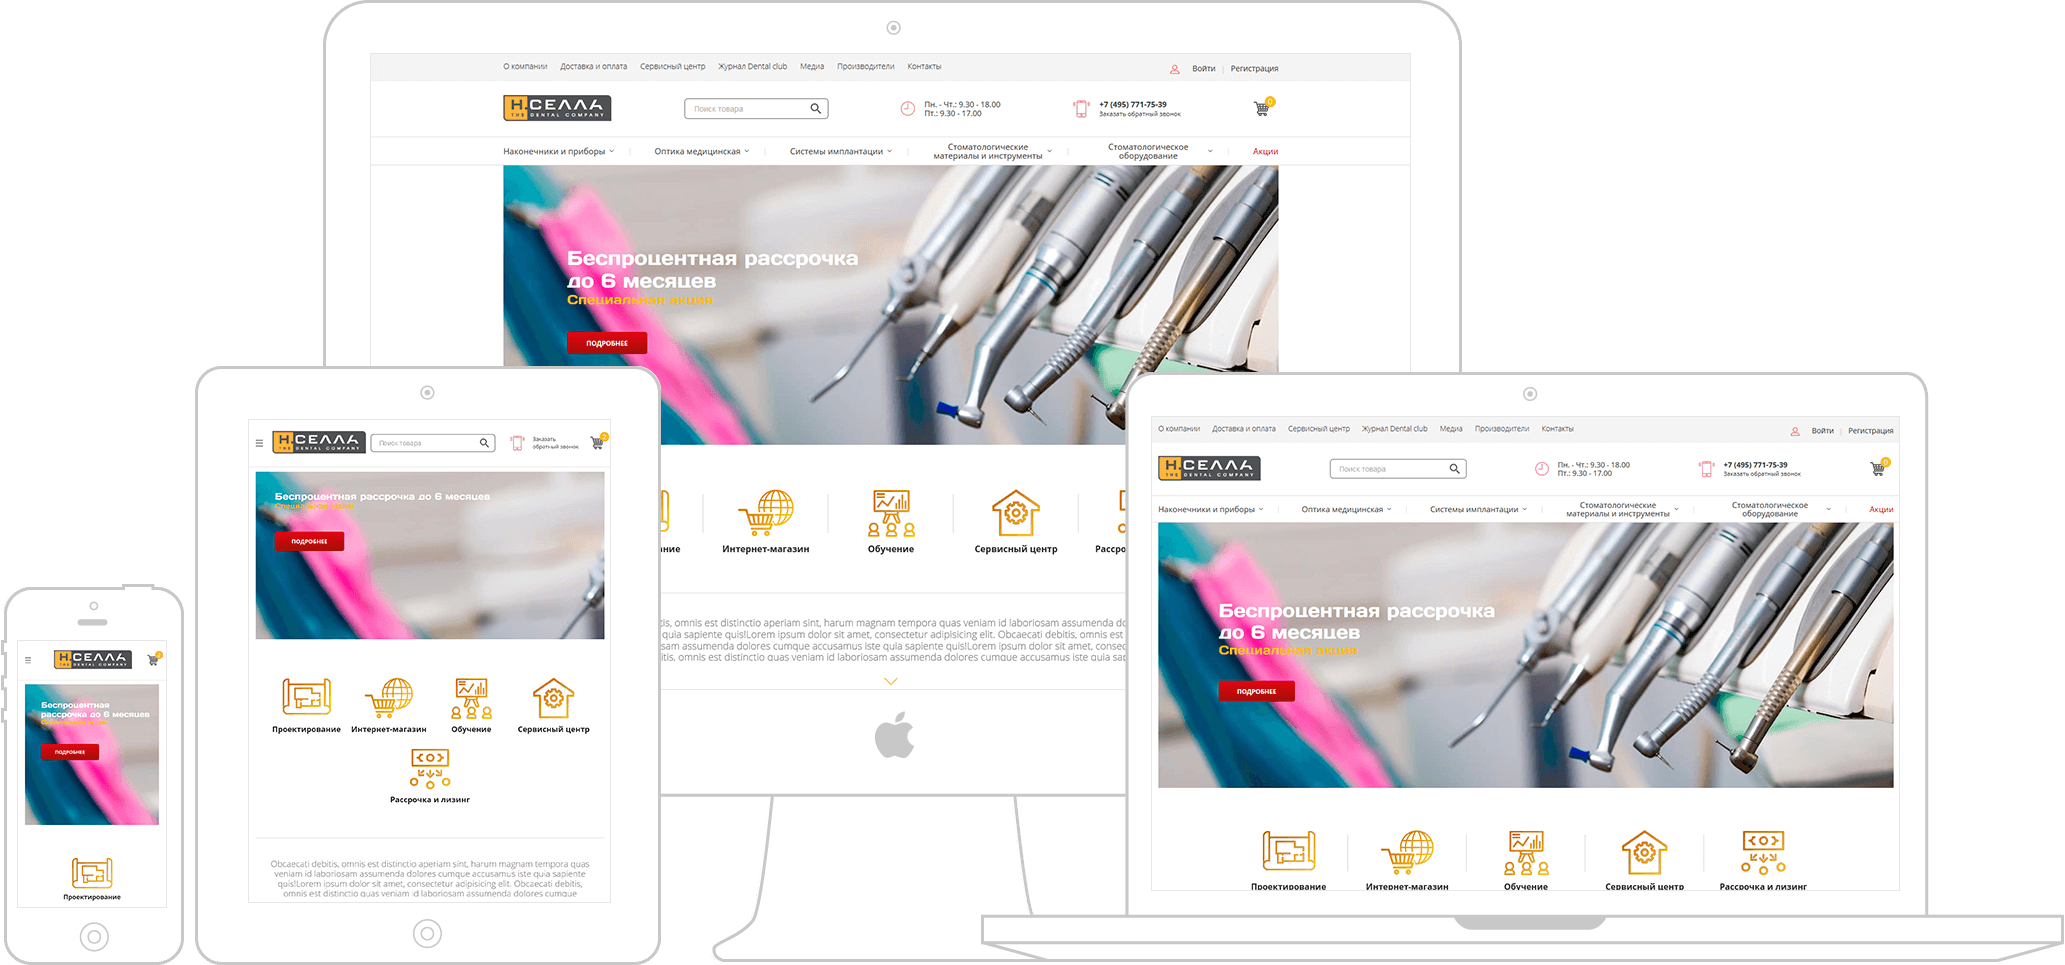 О компании Доставка и оплата Сервисный центр Журнал Dental club Медиа Производители Контакты Войти Регистрация
Н.СЕЛЛА
THE DENTAL COMPANY
Поиск товара
Пн. - Чт.: 9.30 - 18.00
Пт.: 9.30 - 17.00
+7 (495) 771-75-39
Заказать обратный звонок
0
Наконечники и приборы Оптика медицинская Системы имплантации Стоматологические материалы и инструменты Стоматологическое оборудование Акции
Беспроцентная рассрочка
до 6 месяцев
Специальная акция
ПОДРОБНЕЕ
ние Интернет-магазин Обучение Сервисный центр Рассро
is, omnis est distinctio aperiam sint, harum magnam tempora quas veniam id laboriosam assumenda do
quia sapiente quis!Lorem ipsum dolor sit amet, consectetur adipisicing elit. Obcaecati debitis, omnis est
sam assumenda dolores cumque accusamus iste quia sapiente quis!Lorem ipsum dolor sit amet, consec
itis, omnis est distinctio quas veniam id laboriosam assumenda dolores cumque accusamus iste quia sap
Н.СЕЛЛА
THE DENTAL COMPANY
Поиск товара
Заказать
обратный звонок
2
Беспроцентная рассрочка до 6 месяцев
Специальная акция
ПОДРОБНЕЕ
Проектирование Интернет-магазин Обучение Сервисный центр
Рассрочка и лизинг
Obcaecati debitis, omnis est distinctio aperiam sint, harum magnam tempora quas
veniam id laboriosam assumenda dolores cumque accusamus iste quia sapiente
quis!Lorem ipsum dolor sit amet, consectetur adipisicing elit. Obcaecati debitis,
omnis est distinctio quas veniam id laboriosam assumenda dolores cumque
Н.СЕЛЛА
THE DENTAL COMPANY
2
Беспроцентная
рассрочка до 6 месяцев
Специальная акция
ПОДРОБНЕЕ
Проектирование
О компании Доставка и оплата Сервисный центр Журнал Dental club Медиа Производители Контакты Войти Регистрация
Н.СЕЛЛА
THE DENTAL COMPANY
Поиск товара
Пн. - Чт.: 9.30 - 18.00
Пт.: 9.30 - 17.00
+7 (495) 771-75-39
Заказать обратный звонок
0
Наконечники и приборы Оптика медицинская Системы имплантации Стоматологические материалы и инструменты Стоматологическое оборудование Акции
Беспроцентная рассрочка
до 6 месяцев
Специальная акция
ПОДРОБНЕЕ
Проектирование Интернет-магазин Обучение Сервисный центр Рассрочка и лизинг